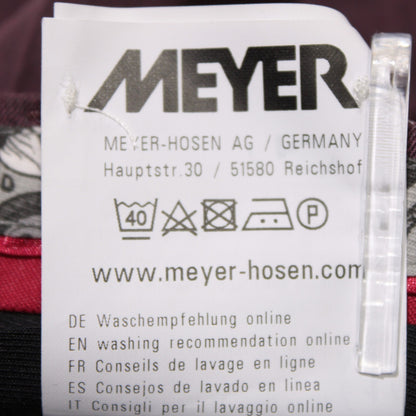 MEYER
MEYER-HOSEN AG / GERMANY
Hauptstr.30 / 51580 Reichshof
40 P
www.meyer-hosen.com
DE Waschempfehlung online
EN washing recommendation online
FR Conseils de lavage en ligne
ES Consejos de lavado en linea
IT Consigli per il lavaggio online